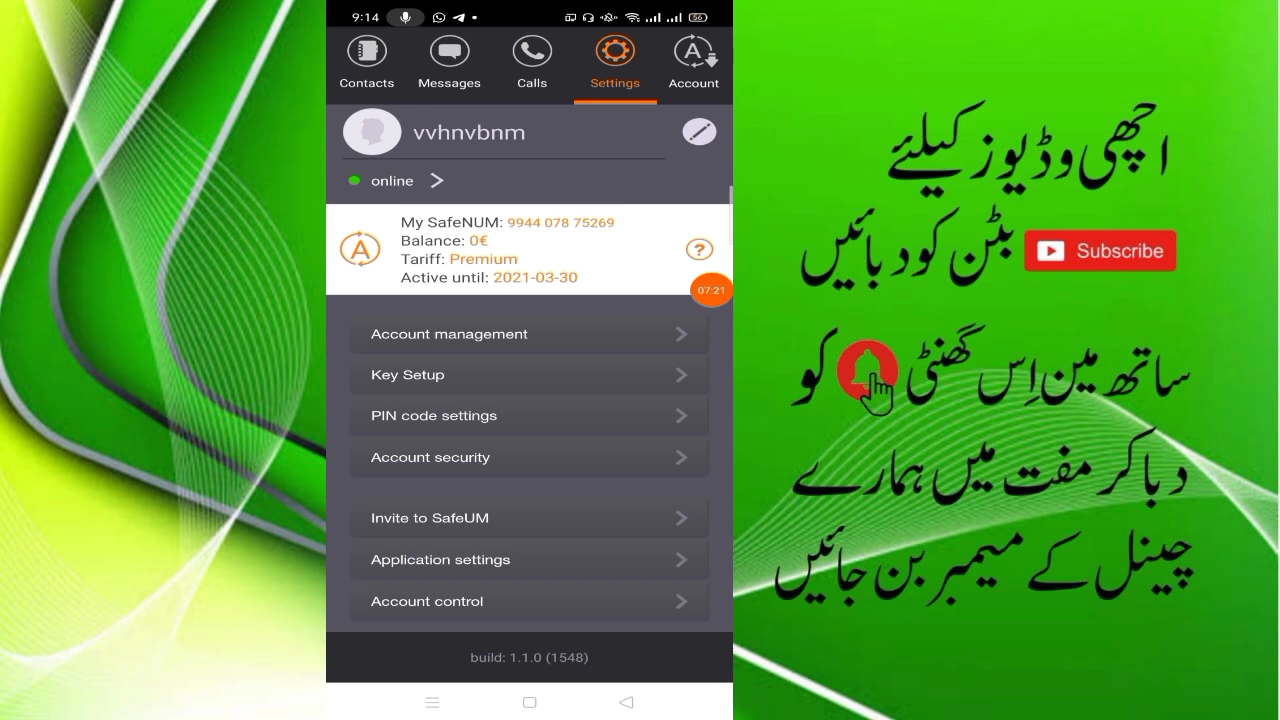 9:14
56
Contacts
Messages
Calls
Settings
Account
vvhnvbnm
online
My SafeNUM: 9944 078 75269
Balance: 0€
Tariff: Premium
Active until: 2021-03-30
07:21
Account management
Key Setup
PIN code settings
Account security
Invite to SafeUM
Application settings
Account control
build: 1.1.0 (1548)
اچھی وڈیوز کیلئے
بٹن کو دبائیں Subscribe
ساتھ میں اِس گھنٹی کو
دبا کر مفت میں ہمارے
چینل کے میمبر بن جائیں